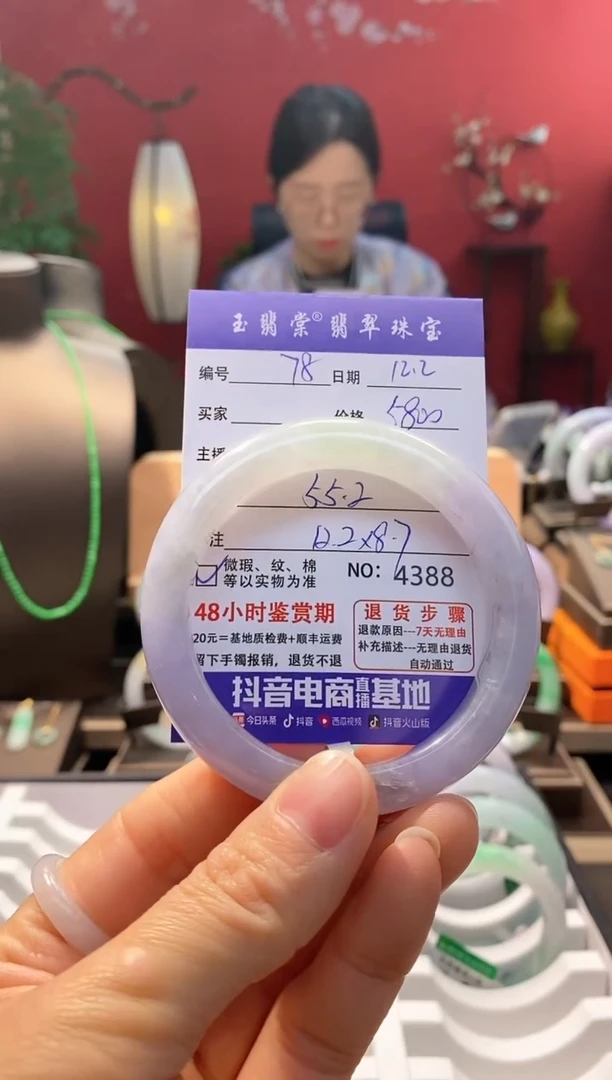 玉翡棠®翡翠珠宝
编号 78 日期 12.2
买家 价格 5800
主播
55.2
注 12.2x8.7
微瑕、纹、棉
等以实物为准
NO: 4388
48小时鉴赏期
20元=基地质检费+顺丰运费
留下手镯报销，退货不退
退货步骤
退款原因---7天无理由
补充描述---无理由退货
自动通过
抖音电商直播基地
今日头条 抖音 西瓜视频 抖音火山版